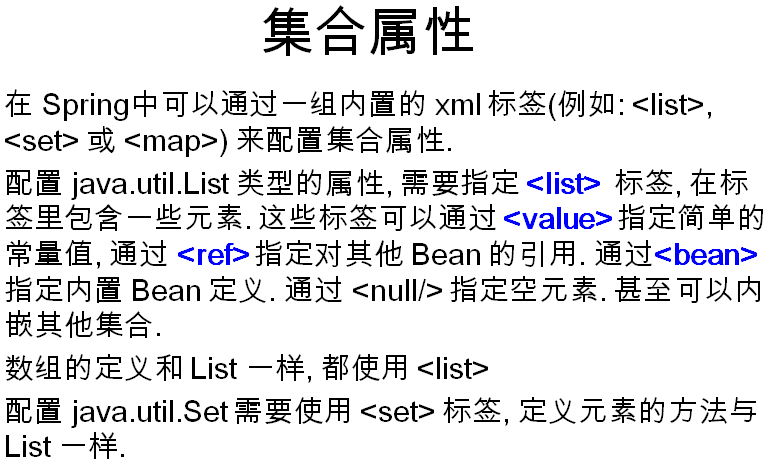 集合属性
在 Spring中可以通过一组内置的 xml 标签(例如: <list>,
<set> 或 <map>) 来配置集合属性.
配置 java.util.List 类型的属性, 需要指定 <list> 标签, 在标
签里包含一些元素. 这些标签可以通过 <value> 指定简单的
常量值, 通过 <ref> 指定对其他 Bean 的引用. 通过<bean>
指定内置 Bean 定义. 通过 <null/> 指定空元素. 甚至可以内
嵌其他集合.
数组的定义和 List 一样, 都使用 <list>
配置 java.util.Set 需要使用 <set> 标签, 定义元素的方法与
List 一样.